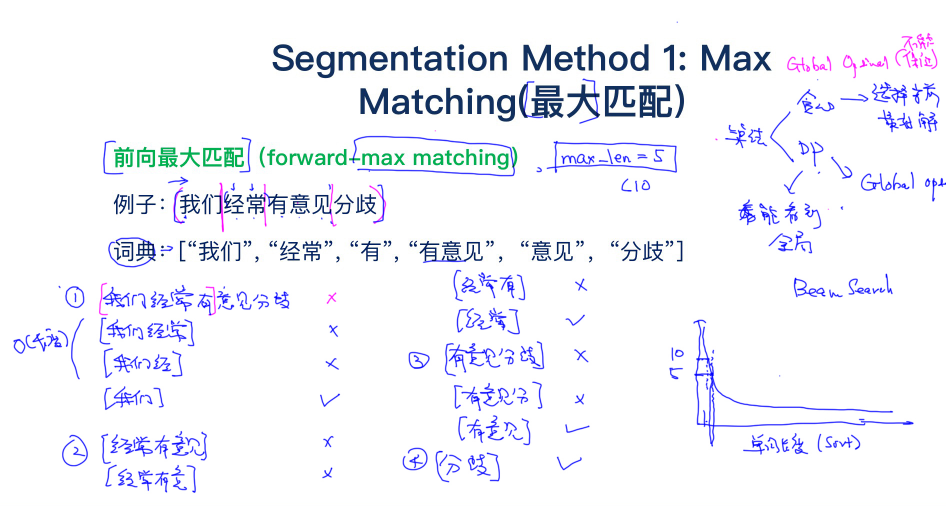 Segmentation Method 1: Max
Matching(最大匹配)
Global Opimal (不能保证)
贪心 → 选择当前最好解
算法
DP
Global ope
看能看到
全局
Beam Search
前向最大匹配（forward-max matching）
max_len = 5
<10
例子：我们经常有意见分歧
词典：[“我们”, “经常”, “有”, “有意见”, “意见”, “分歧”]
① [我们经常有]意见分歧 ×
[我们经常] ×
[我们经] ×
[我们] ✓
② [经常有意见] ×
[经常有意] ×
[经常有] ×
[经常] ✓
③ [有意见分歧] ×
[有意见分] ×
[有意见] ✓
④ [分歧] ✓
10
5
单词长度 (Sort)